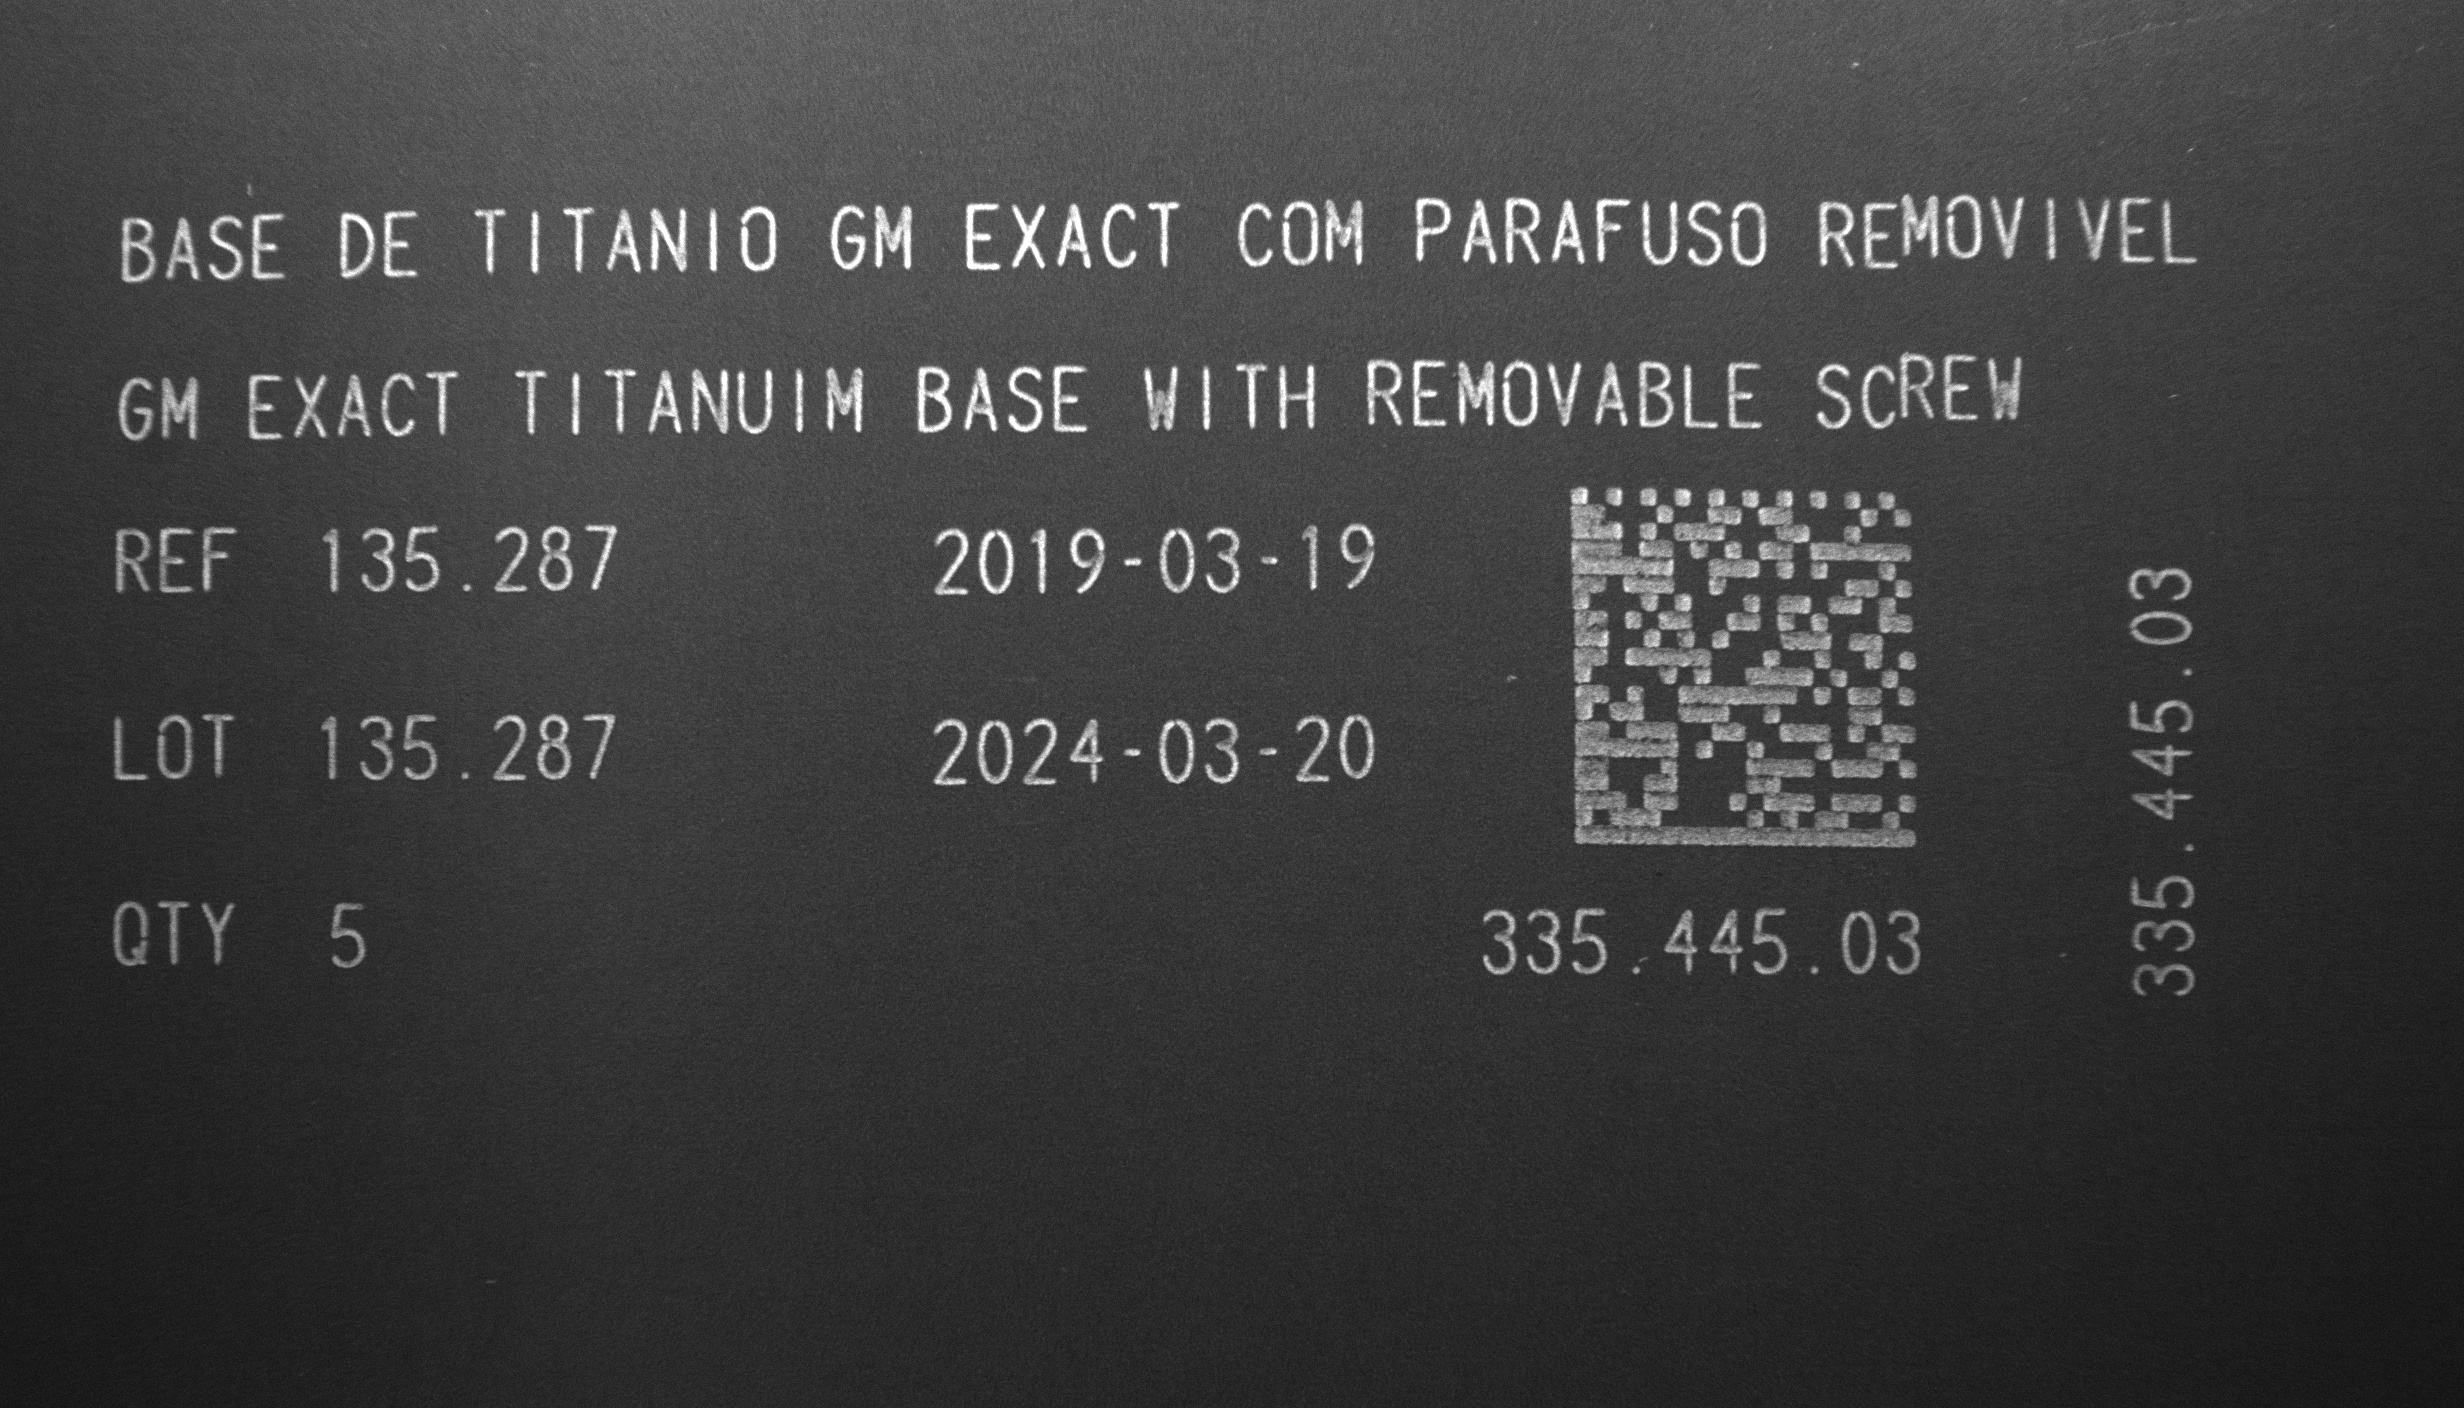 BASE DE TITANIO GM EXACT COM PARAFUSO REMOVIVEL
GM EXACT TITANUIM BASE WITH REMOVABLE SCREW
REF 135.287 2019-03-19
LOT 135.287 2024-03-20
QTY 5
335.445.03
335.445.03